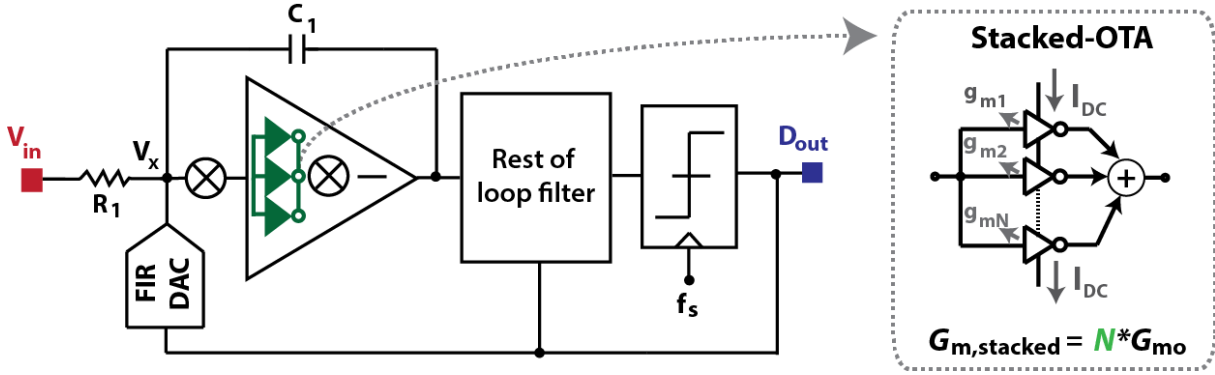 C1
Vin
R1
Vx
FIR
DAC
Rest of
loop filter
fs
Dout
Stacked-OTA
gm1
IDC
gm2
gmN
IDC
Gm,stacked = N*Gmo